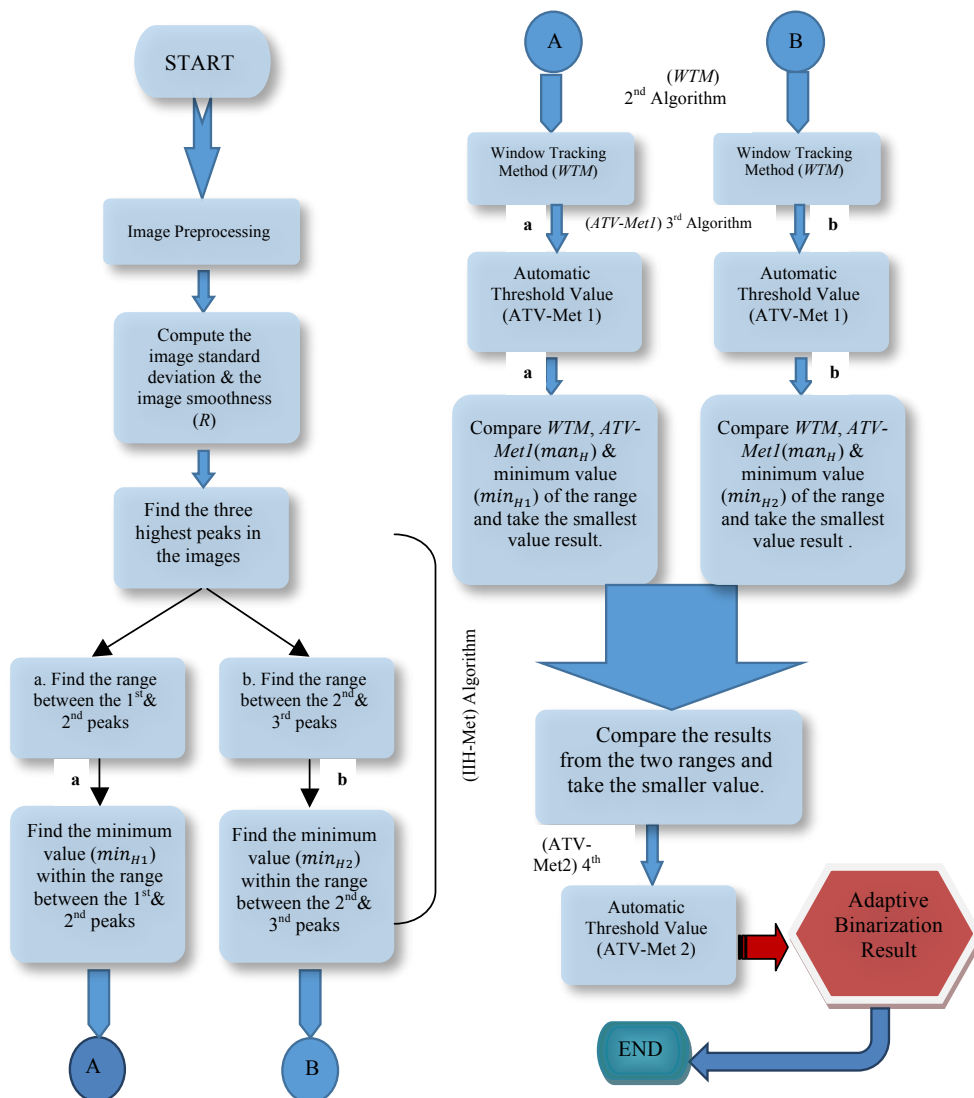 START
Image Preprocessing
Compute the
image standard
deviation & the
image smoothness
(R)
Find the three
highest peaks in
the images
a. Find the range
between the 1st&
2nd peaks
b. Find the range
between the 2nd&
3rd peaks
a
b
Find the minimum
value (minH1) within
the range
between the 1st&
2nd peaks
Find the minimum
value (minH2)
within the range
between the 2nd&
3nd peaks
(IIH-Met) Algorithm
A
B
A
B
(WTM)
2nd Algorithm
Window Tracking
Method (WTM)
Window Tracking
Method (WTM)
a
(ATV-Met1) 3rd Algorithm
b
Automatic
Threshold Value
(ATV-Met 1)
Automatic
Threshold Value
(ATV-Met 1)
a
b
Compare WTM, ATV-
Met1(manH) &
minimum value
(minH1) of the range
and take the smallest
value result.
Compare WTM, ATV-
Met1(manH) &
minimum value
(minH2) of the range
and take the smallest
value result .
Compare the results
from the two ranges and
take the smaller value.
(ATV-
Met2) 4th
Automatic
Threshold Value
(ATV-Met 2)
Adaptive
Binarization
Result
END